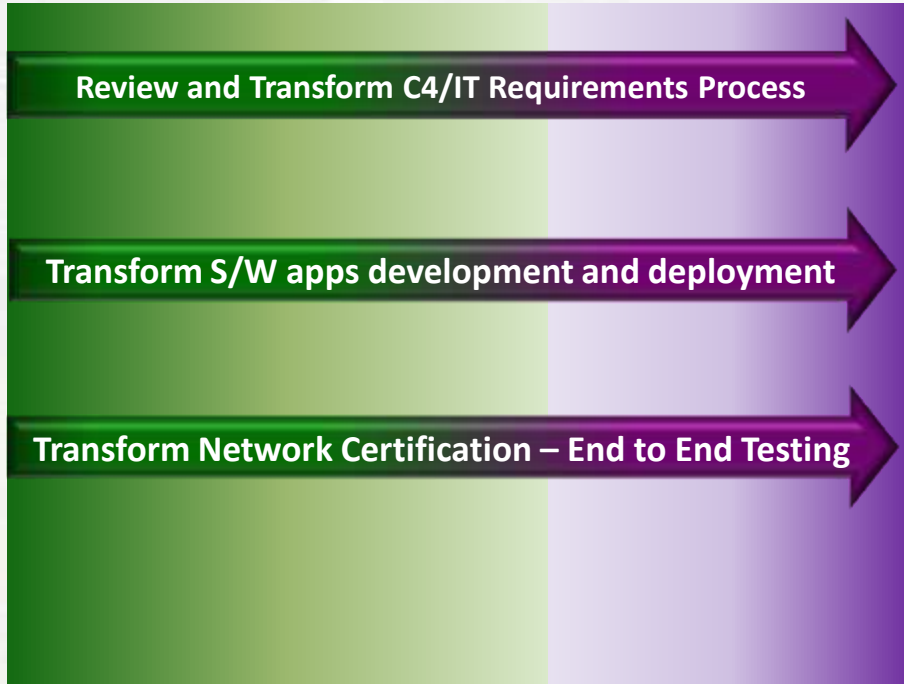 Review and Transform C4/IT Requirements Process
Transform S/W apps development and deployment
Transform Network Certification – End to End Testing